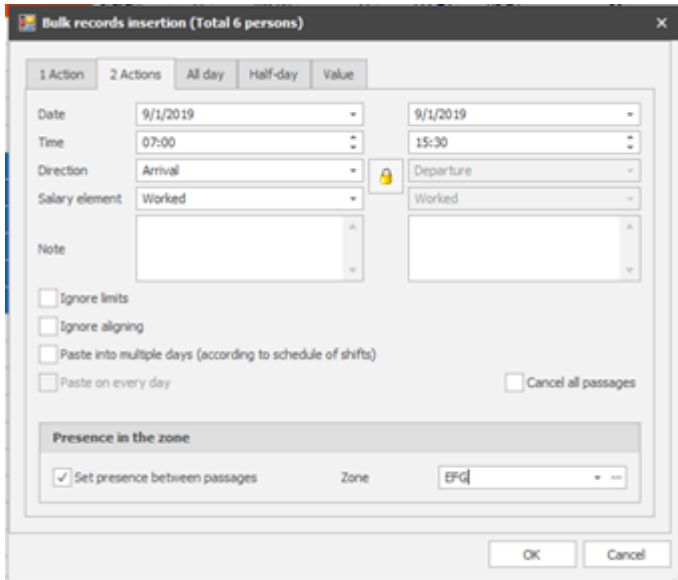 Bulk records insertion (Total 6 persons)
1 Action 2 Actions All day Half-day Value
Date 9/1/2019 9/1/2019
Time 07:00 15:30
Direction Arrival Departure
Salary element Worked Worked
Note
Ignore limits
Ignore aligning
Paste into multiple days (according to schedule of shifts)
Paste on every day Cancel all passages
Presence in the zone
Set presence between passages Zone EFG
OK Cancel